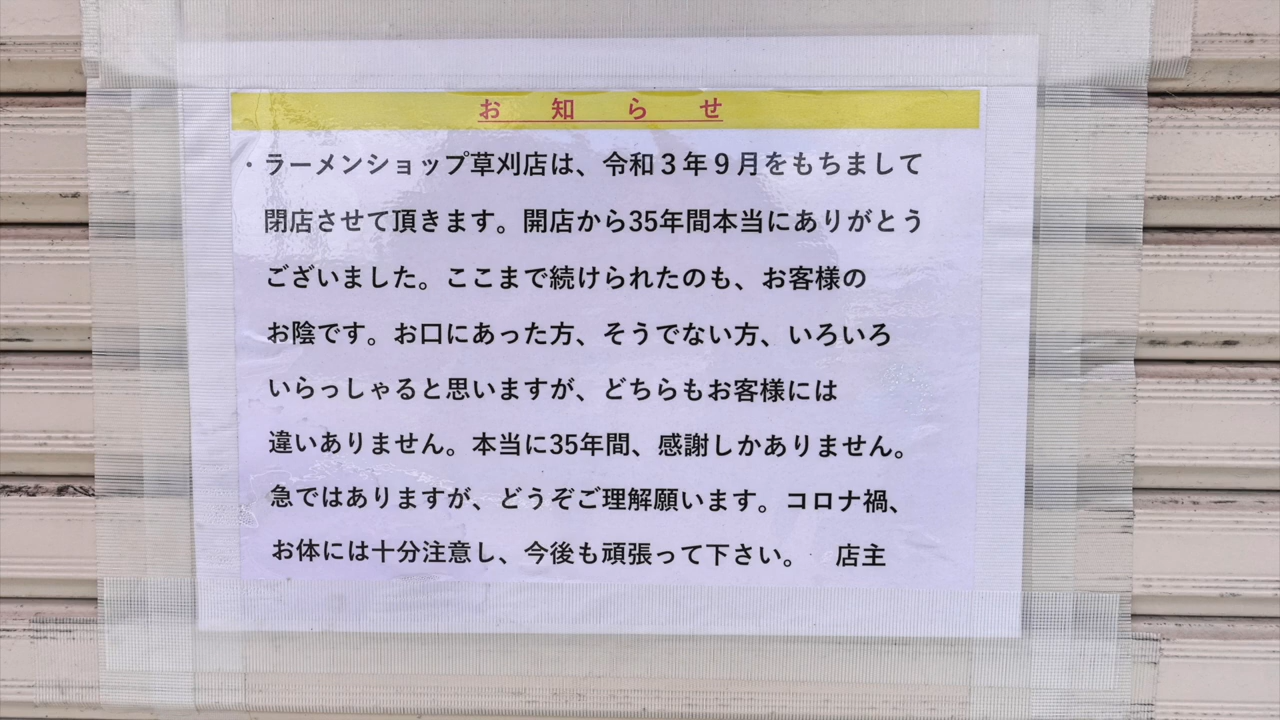 お知らせ
・ラーメンショップ草刈店は、令和３年９月をもちまして
閉店させて頂きます。開店から35年間本当にありがとう
ございました。ここまで続けられたのも、お客様の
お陰です。お口にあった方、そうでない方、いろいろ
いらっしゃると思いますが、どちらもお客様には
違いありません。本当に35年間、感謝しかありません。
急ではありますが、どうぞご理解願います。コロナ禍、
お体には十分注意し、今後も頑張って下さい。　店主